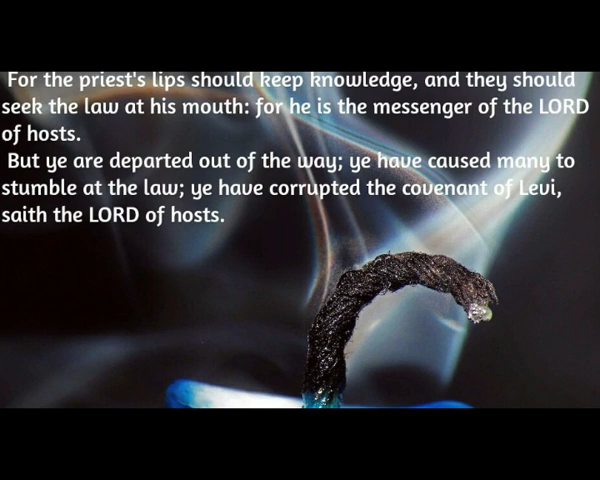 For the priest's lips should keep knowledge, and they should
seek the law at his mouth: for he is the messenger of the LORD
of hosts.
But ye are departed out of the way; ye have caused many to
stumble at the law; ye have corrupted the covenant of Levi,
saith the LORD of hosts.